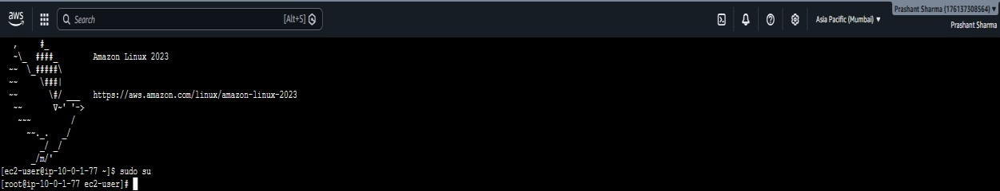 aws
Search [Alt+S]
Asia Pacific (Mumbai) ▼
Prashant Sharma (176137308564) ▼
Prashant Sharma
   ,     #_
   ~\_  ####_        Amazon Linux 2023
  ~~  \_#####\
  ~~     \###|
  ~~       \#/ ___   https://aws.amazon.com/linux/amazon-linux-2023
   ~~       V~' '->
    ~~~         /
      ~~._.   _/
         _/ _/
       _/m/'
[ec2-user@ip-10-0-1-77 ~]$ sudo su
[root@ip-10-0-1-77 ec2-user]#